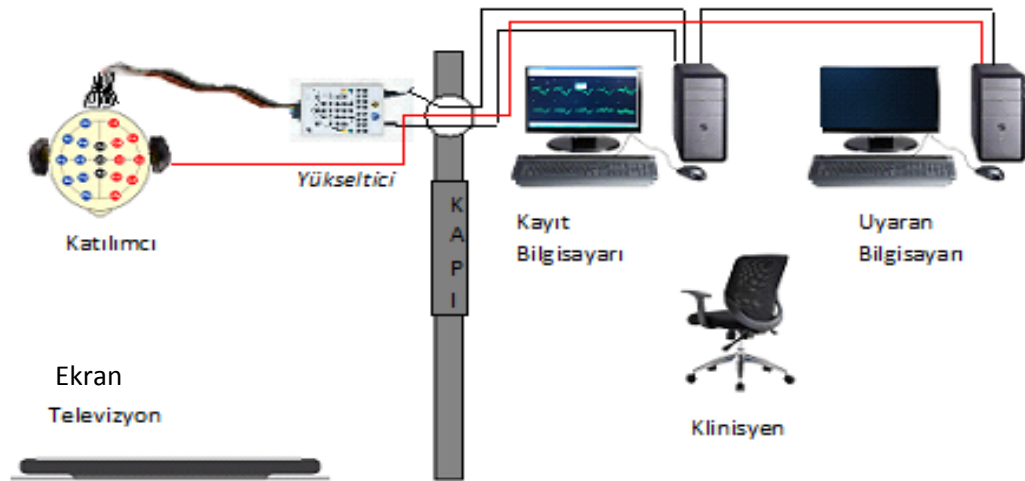 Yükseltici
Katılımcı
K
A
P
I
Kayıt
Bilgisayarı
Uyaran
Bilgisayarı
Ekran
Televizyon
Klinisyen